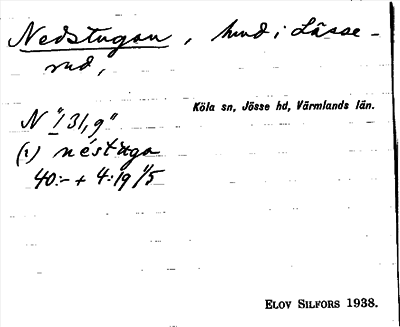 Nedstugan, hmd i Lässe-
rud,
Köla sn, Jösse hd, Värmlands län.
N "131,9"
(1) néstuga
40:- + 4:19 1/5
ELOV SILFORS 1938.